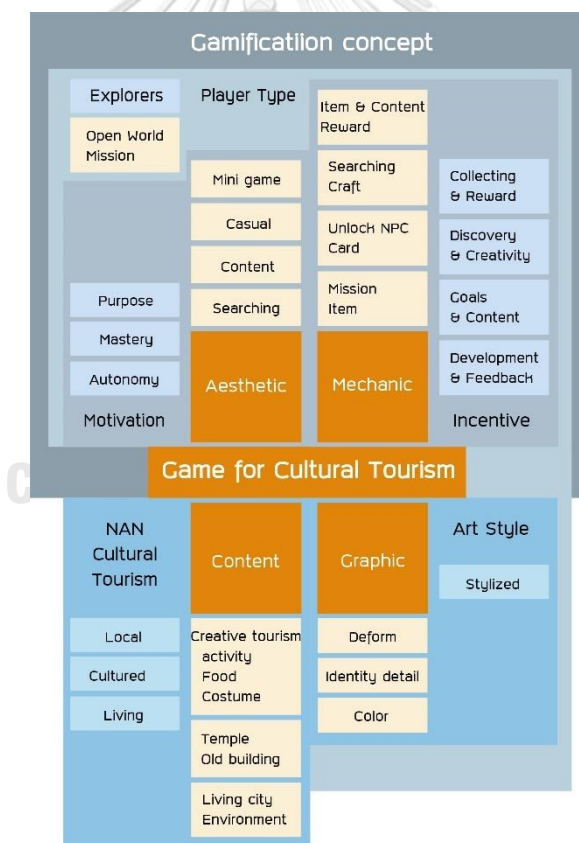 Gamificatiion concept
Explorers
Open World
Mission
Player Type
Mini game
Casual
Content
Searching
Item & Content
Reward
Searching
Craft
Unlock NPC
Card
Mission
Item
Collecting
& Reward
Discovery
& Creativity
Goals
& Content
Development
& Feedback
Purpose
Mastery
Autonomy
Motivation
Aesthetic
Mechanic
Incentive
Game for Cultural Tourism
NAN
Cultural
Tourism
Content
Graphic
Art Style
Stylized
Local
Cultured
Living
Creative tourism
activity
Food
Costume
Temple
Old building
Living city
Environment
Deform
Identity detail
Color